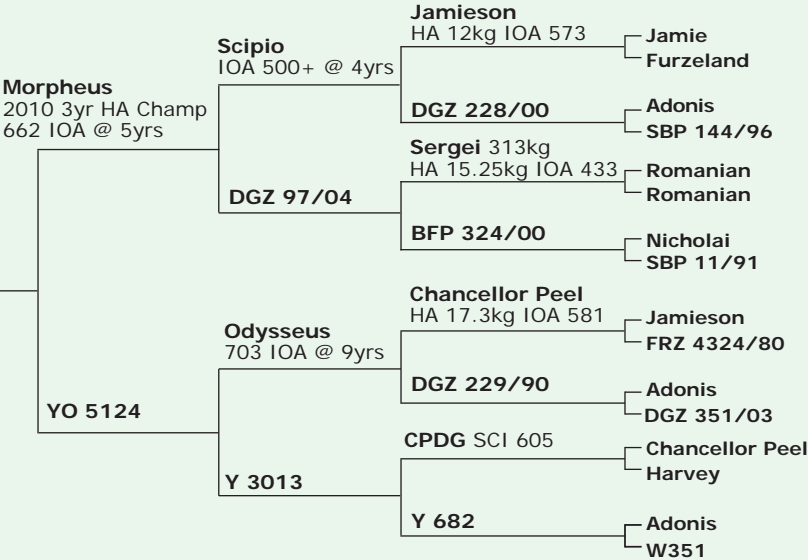 Morpheus
2010 3yr HA Champ
662 IOA @ 5yrs
YO 5124
Scipio
IOA 500+ @ 4yrs
DGZ 97/04
Odysseus
703 IOA @ 9yrs
Y 3013
Jamieson
HA 12kg IOA 573
DGZ 228/00
Sergei 313kg
HA 15.25kg IOA 433
BFP 324/00
Chancellor Peel
HA 17.3kg IOA 581
DGZ 229/90
CPDG SCI 605
Y 682
Jamie
Furzeland
Adonis
SBP 144/96
Romanian
Romanian
Nicholai
SBP 11/91
Jamieson
FRZ 4324/80
Adonis
DGZ 351/03
Chancellor Peel
Harvey
Adonis
W351